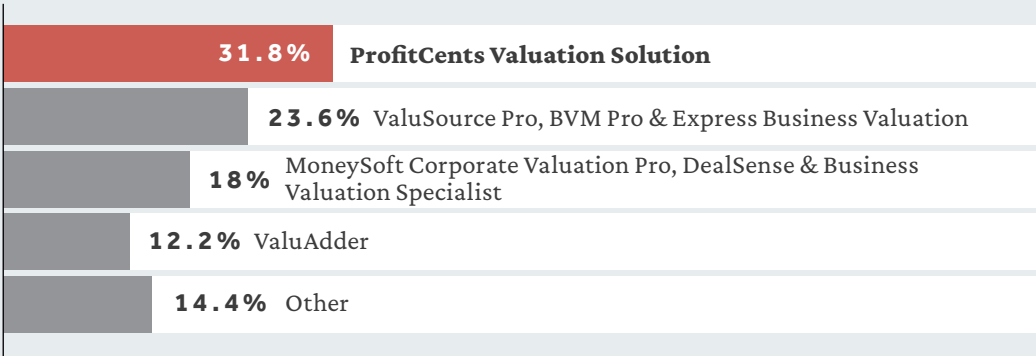 31.8% ProfitCents Valuation Solution
23.6% ValuSource Pro, BVM Pro & Express Business Valuation
18% MoneySoft Corporate Valuation Pro, DealSense & Business
Valuation Specialist
12.2% ValuAdder
14.4% Other